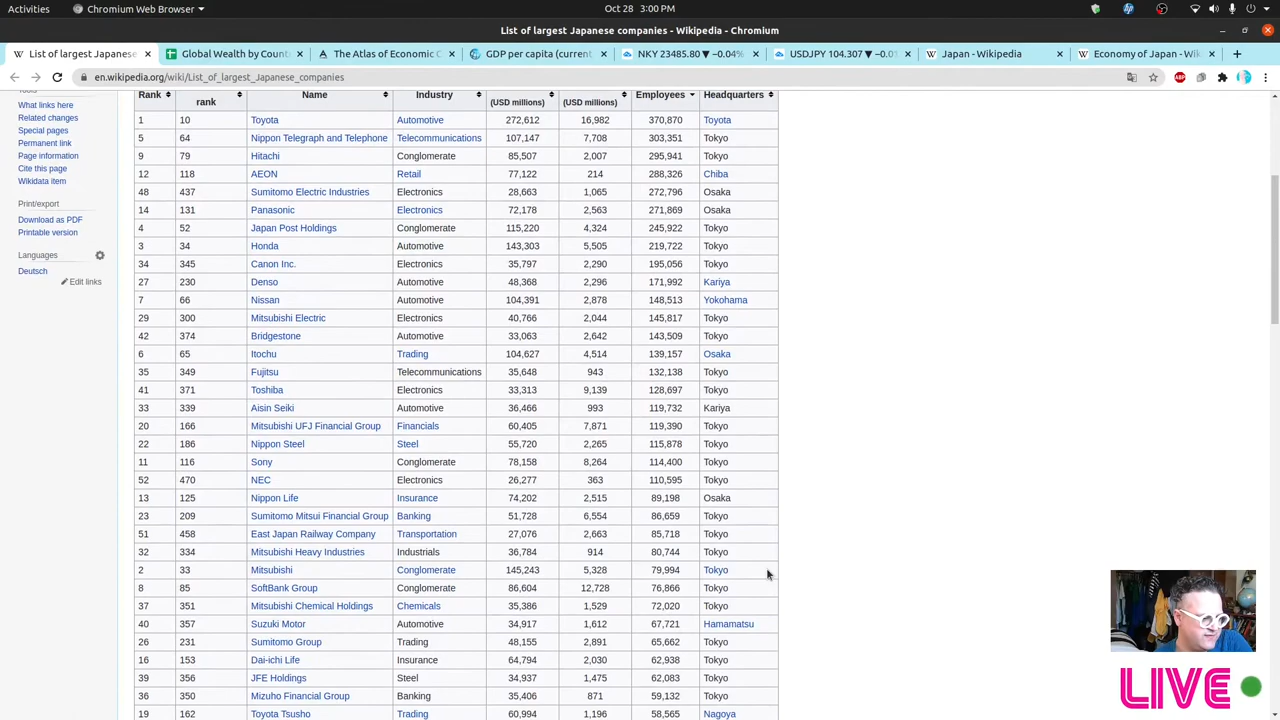 Activities Chromium Web Browser Oct 28 3:00 PM
List of largest Japanese companies - Wikipedia - Chromium
List of largest Japanese Global Wealth by Count The Atlas of Economic C GDP per capita (current NKY 23485.80 ▼ −0.04% USDJPY 104.307 ▼ −0.0 Japan - Wikipedia Economy of Japan - Wi
en.wikipedia.org/wiki/List_of_largest_Japanese_companies
Tools
What links here
Related changes
Special pages
Permanent link
Page information
Cite this page
Wikidata item
Print/export
Download as PDF
Printable version
Languages
Deutsch
Edit links
Rank rank Name Industry (USD millions) (USD millions) Employees Headquarters
1 10 Toyota Automotive 272,612 16,982 370,870 Toyota
5 64 Nippon Telegraph and Telephone Telecommunications 107,147 7,708 303,351 Tokyo
9 79 Hitachi Conglomerate 85,507 2,007 295,941 Tokyo
12 118 AEON Retail 77,122 214 288,326 Chiba
48 437 Sumitomo Electric Industries Electronics 28,663 1,065 272,796 Osaka
14 131 Panasonic Electronics 72,178 2,563 271,869 Osaka
4 52 Japan Post Holdings Conglomerate 115,220 4,324 245,922 Tokyo
3 34 Honda Automotive 143,303 5,505 219,722 Tokyo
34 345 Canon Inc. Electronics 35,797 2,290 195,056 Tokyo
27 230 Denso Automotive 48,368 2,296 171,992 Kariya
7 66 Nissan Automotive 104,391 2,878 148,513 Yokohama
29 300 Mitsubishi Electric Electronics 40,766 2,044 145,817 Tokyo
42 374 Bridgestone Automotive 33,063 2,642 143,509 Tokyo
6 65 Itochu Trading 104,627 4,514 139,157 Osaka
35 349 Fujitsu Telecommunications 35,648 943 132,138 Tokyo
41 371 Toshiba Electronics 33,313 9,139 128,697 Tokyo
33 339 Aisin Seiki Automotive 36,466 993 119,732 Kariya
20 166 Mitsubishi UFJ Financial Group Financials 60,405 7,871 119,390 Tokyo
22 186 Nippon Steel Steel 55,720 2,265 115,878 Tokyo
11 116 Sony Conglomerate 78,158 8,264 114,400 Tokyo
52 470 NEC Electronics 26,277 363 110,595 Tokyo
13 125 Nippon Life Insurance 74,202 2,515 89,198 Osaka
23 209 Sumitomo Mitsui Financial Group Banking 51,728 6,554 86,659 Tokyo
51 458 East Japan Railway Company Transportation 27,076 2,663 85,718 Tokyo
32 334 Mitsubishi Heavy Industries Industrials 36,784 914 80,744 Tokyo
2 33 Mitsubishi Conglomerate 145,243 5,328 79,994 Tokyo
8 85 SoftBank Group Conglomerate 86,604 12,728 76,866 Tokyo
37 351 Mitsubishi Chemical Holdings Chemicals 35,386 1,529 72,020 Tokyo
40 357 Suzuki Motor Automotive 34,917 1,612 67,721 Hamamatsu
26 231 Sumitomo Group Trading 48,155 2,891 65,662 Tokyo
16 153 Dai-ichi Life Insurance 64,794 2,030 62,938 Tokyo
39 356 JFE Holdings Steel 34,937 1,475 62,083 Tokyo
36 350 Mizuho Financial Group Banking 35,406 871 59,132 Tokyo
19 162 Toyota Tsusho Trading 60,994 1,196 58,565 Nagoya
LIVE